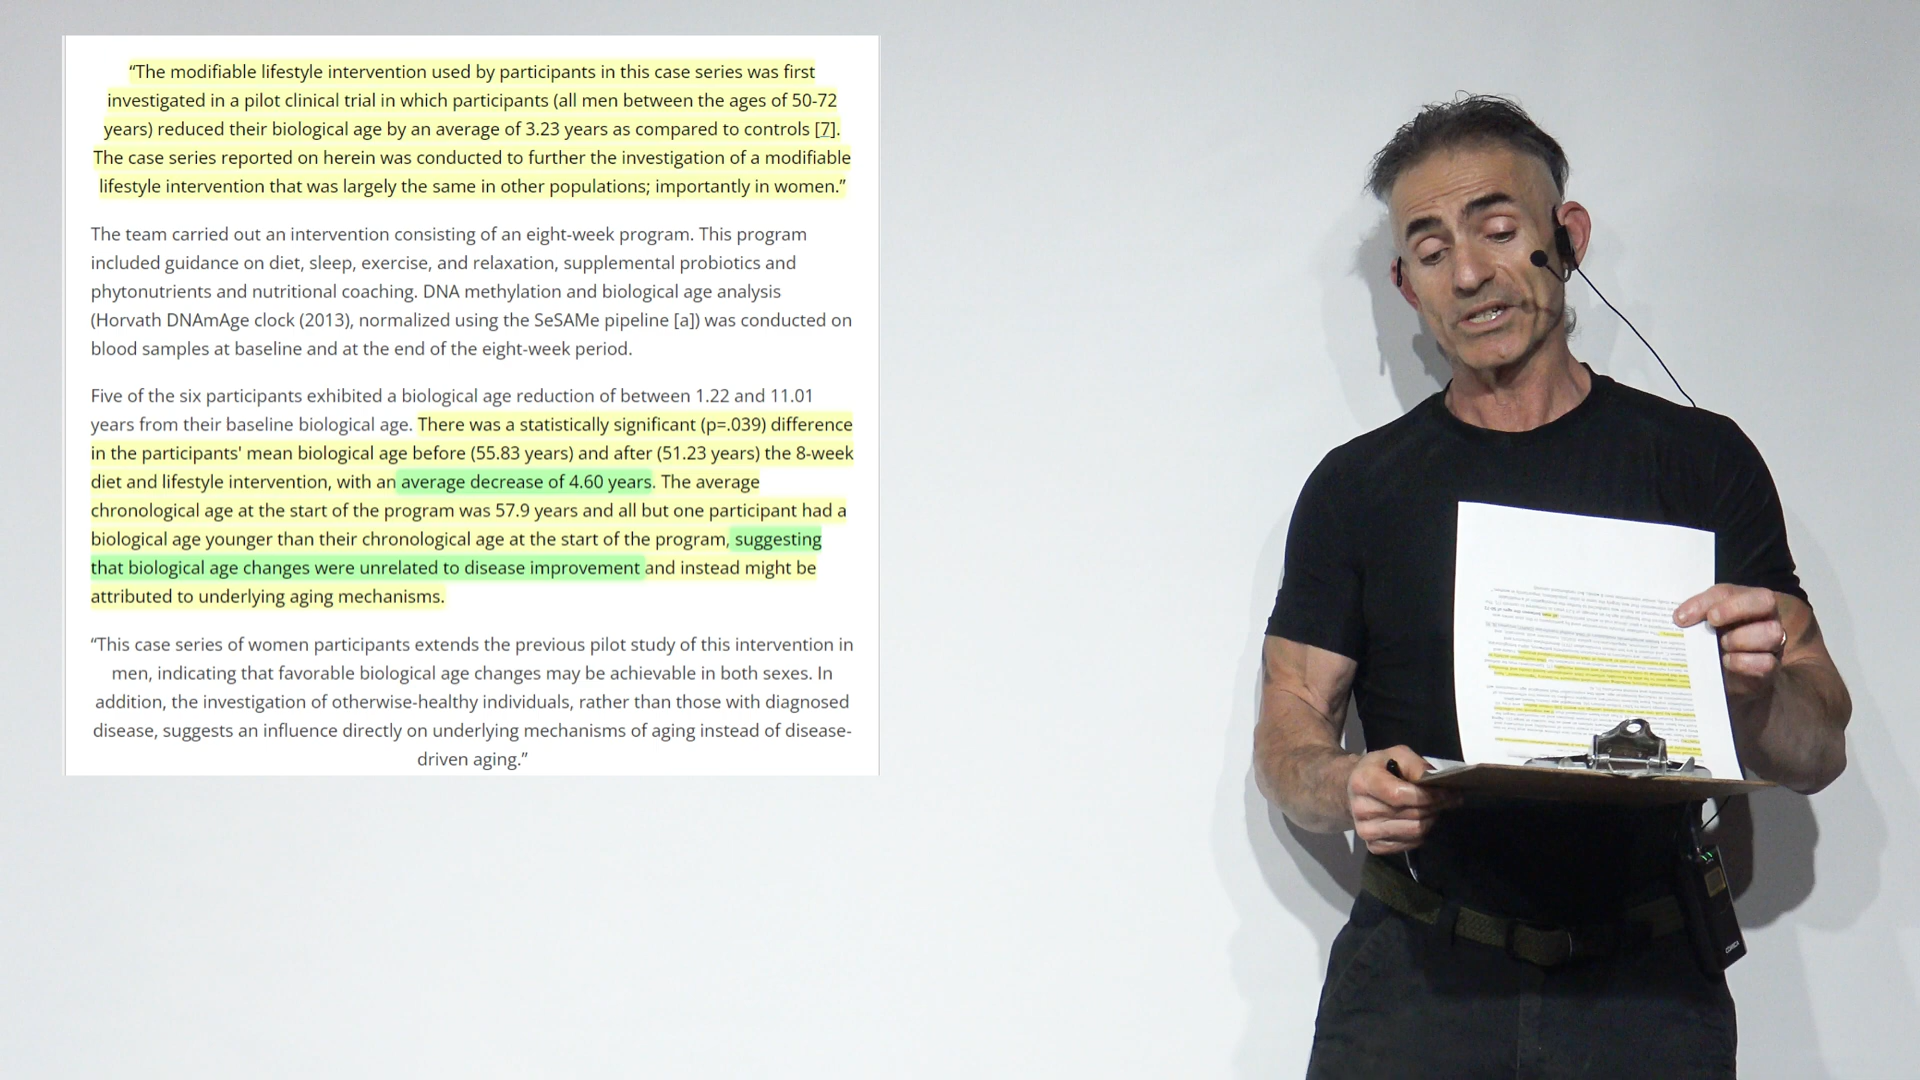 “The modifiable lifestyle intervention used by participants in this case series was first
investigated in a pilot clinical trial in which participants (all men between the ages of 50-72
years) reduced their biological age by an average of 3.23 years as compared to controls [7].
The case series reported on herein was conducted to further the investigation of a modifiable
lifestyle intervention that was largely the same in other populations; importantly in women.”
The team carried out an intervention consisting of an eight-week program. This program
included guidance on diet, sleep, exercise, and relaxation, supplemental probiotics and
phytonutrients and nutritional coaching. DNA methylation and biological age analysis
(Horvath DNAmAge clock (2013), normalized using the SeSAMe pipeline [a]) was conducted on
blood samples at baseline and at the end of the eight-week period.
Five of the six participants exhibited a biological age reduction of between 1.22 and 11.01
years from their baseline biological age. There was a statistically significant (p=.039) difference
in the participants' mean biological age before (55.83 years) and after (51.23 years) the 8-week
diet and lifestyle intervention, with an average decrease of 4.60 years. The average
chronological age at the start of the program was 57.9 years and all but one participant had a
biological age younger than their chronological age at the start of the program, suggesting
that biological age changes were unrelated to disease improvement and instead might be
attributed to underlying aging mechanisms.
“This case series of women participants extends the previous pilot study of this intervention in
men, indicating that favorable biological age changes may be achievable in both sexes. In
addition, the investigation of otherwise-healthy individuals, rather than those with diagnosed
disease, suggests an influence directly on underlying mechanisms of aging instead of disease-
driven aging.”
COMICA